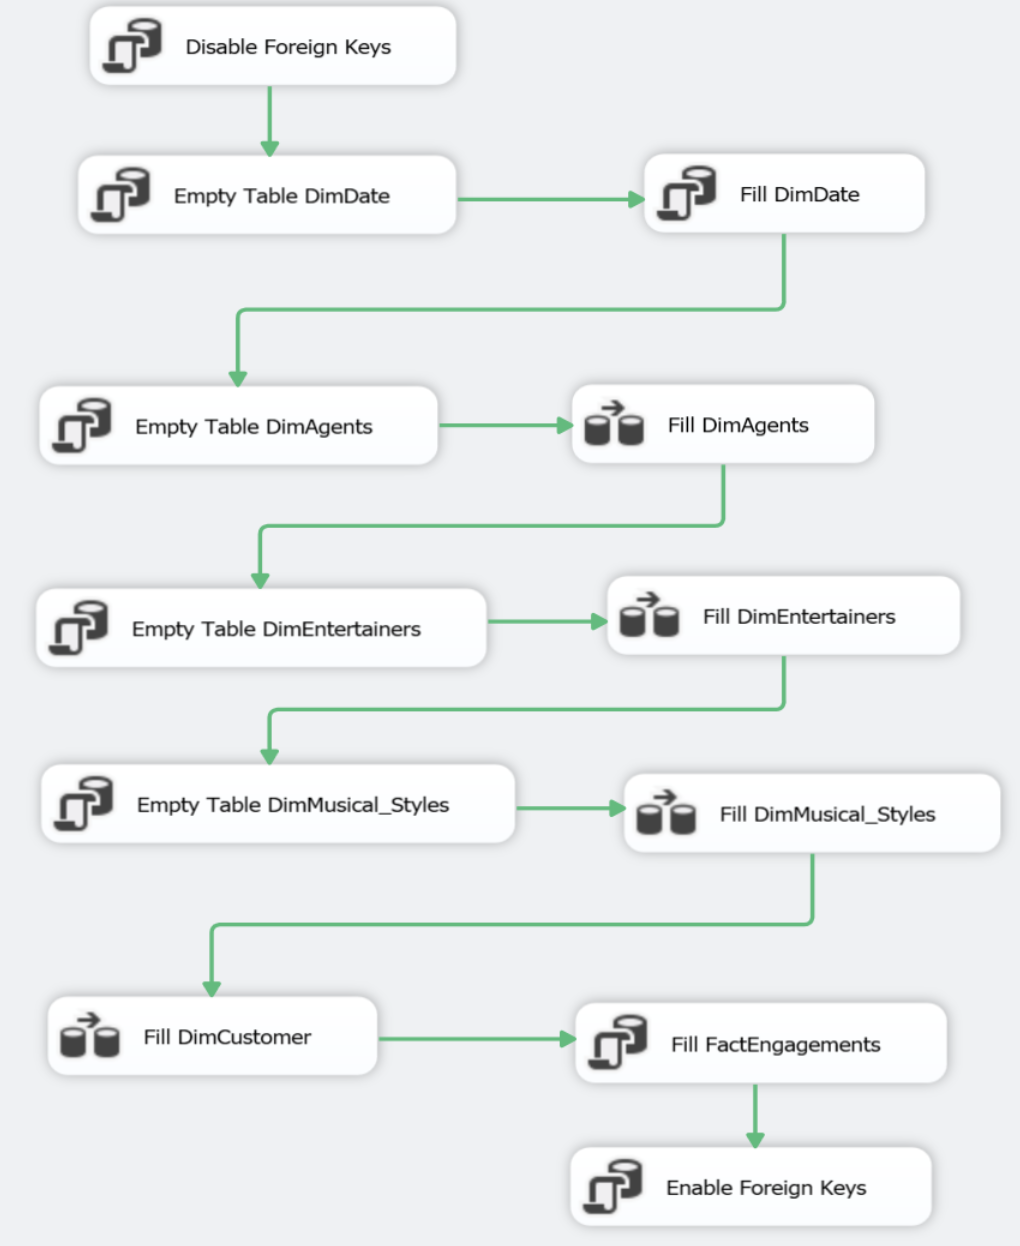 Disable Foreign Keys
Empty Table DimDate
Fill DimDate
Empty Table DimAgents
Fill DimAgents
Empty Table DimEntertainers
Fill DimEntertainers
Empty Table DimMusical_Styles
Fill DimMusical_Styles
Fill DimCustomer
Fill FactEngagements
Enable Foreign Keys